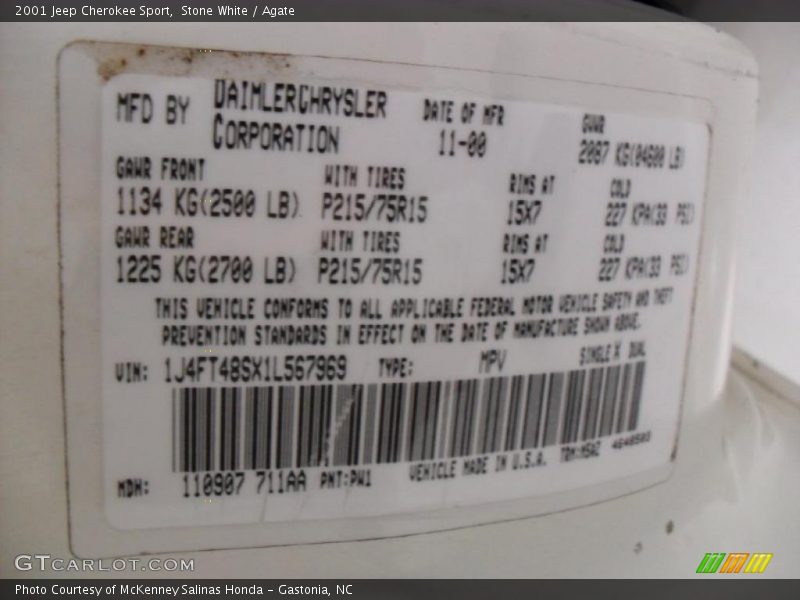 2001 Jeep Cherokee Sport, Stone White / Agate
MFD BY DAIMLERCHRYSLER CORPORATION DATE OF MFR 11-00 GVWR 2087 KG(04600 LB)
GAWR FRONT WITH TIRES RIMS AT COLD
1134 KG(2500 LB) P215/75R15 15X7 227 KPA(33 PSI)
GAWR REAR WITH TIRES RIMS AT COLD
1225 KG(2700 LB) P215/75R15 15X7 227 KPA(33 PSI)
THIS VEHICLE CONFORMS TO ALL APPLICABLE FEDERAL MOTOR VEHICLE SAFETY AND THEFT
PREVENTION STANDARDS IN EFFECT ON THE DATE OF MANUFACTURE SHOWN ABOVE.
VIN: 1J4FT48SX1L567969 TYPE: MPV SINGLE X DUAL
MDH: 110907 711AA PNT:PW1 VEHICLE MADE IN U.S.A.
GTCARLOT.COM
Photo Courtesy of McKenney Salinas Honda - Gastonia, NC